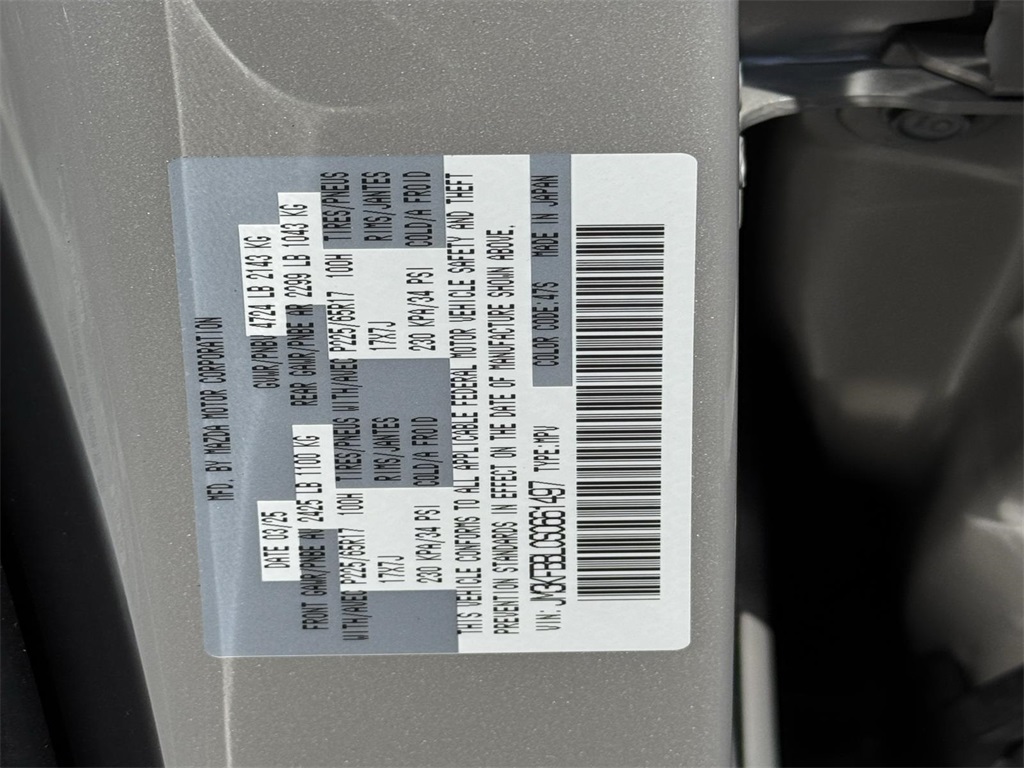 MFD. BY MAZDA MOTOR CORPORATION
DATE 03/25 GVWR/PNBV 4724 LB 2143 KG
FRONT GAWR/PNBE AV 2425 LB 1100 KG REAR GAWR/PNBE AR 2299 LB 1043 KG
WITH/AVEC P225/65R17 100H TIRES/PNEUS WITH/AVEC P225/65R17 100H TIRES/PNEUS
17X7J RIMS/JANTES 17X7J RIMS/JANTES
230 KPA/34 PSI COLD/A FROID 230 KPA/34 PSI COLD/A FROID
THIS VEHICLE CONFORMS TO ALL APPLICABLE FEDERAL MOTOR VEHICLE SAFETY AND THEFT
PREVENTION STANDARDS IN EFFECT ON THE DATE OF MANUFACTURE SHOWN ABOVE.
VIN: JM3KFBBL0S0661497 TYPE:MPV COLOR CODE:47S MADE IN JAPAN